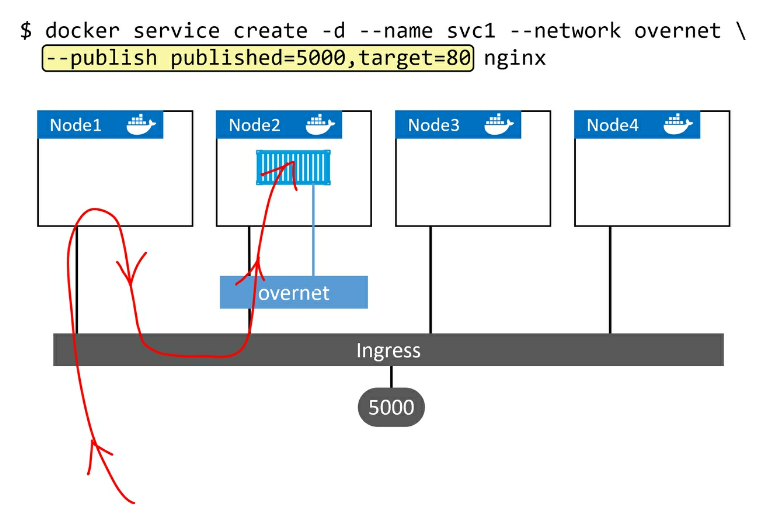 $ docker service create -d --name svc1 --network overnet \
--publish published=5000,target=80 nginx
Node1
Node2
Node3
Node4
overnet
Ingress
5000